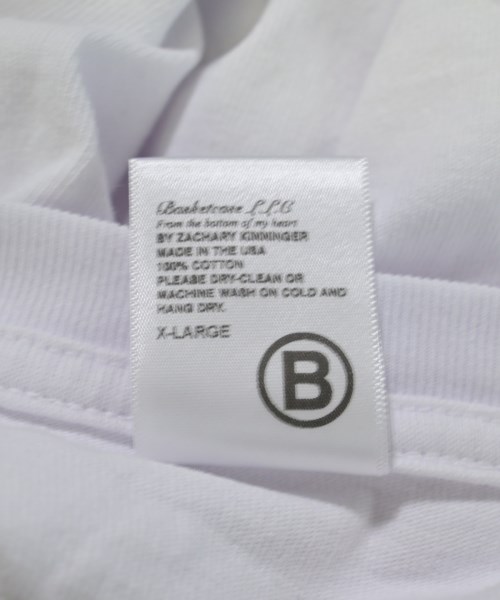 Basketcase LLC
From the bottom of my heart
BY ZACHARY KINNINGER
MADE IN THE USA
100% COTTON
PLEASE DRY-CLEAN OR
MACHINE WASH ON COLD AND
HANG DRY.
X-LARGE
B